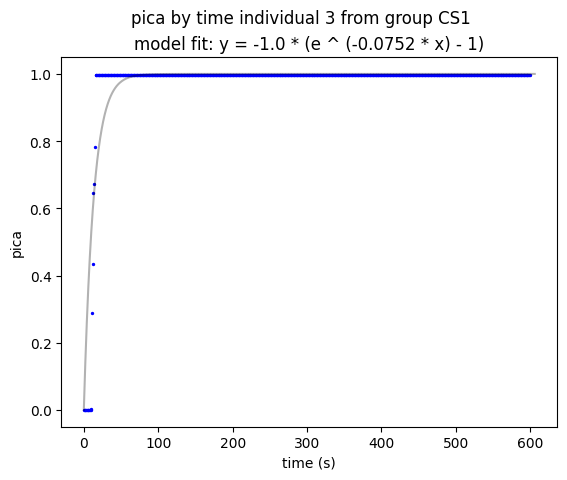 pica by time individual 3 from group CS1
model fit: y = -1.0 * (e ^ (-0.0752 * x) - 1)
1.0
0.8
0.6
0.4
0.2
0.0
pica
0 100 200 300 400 500 600
time (s)